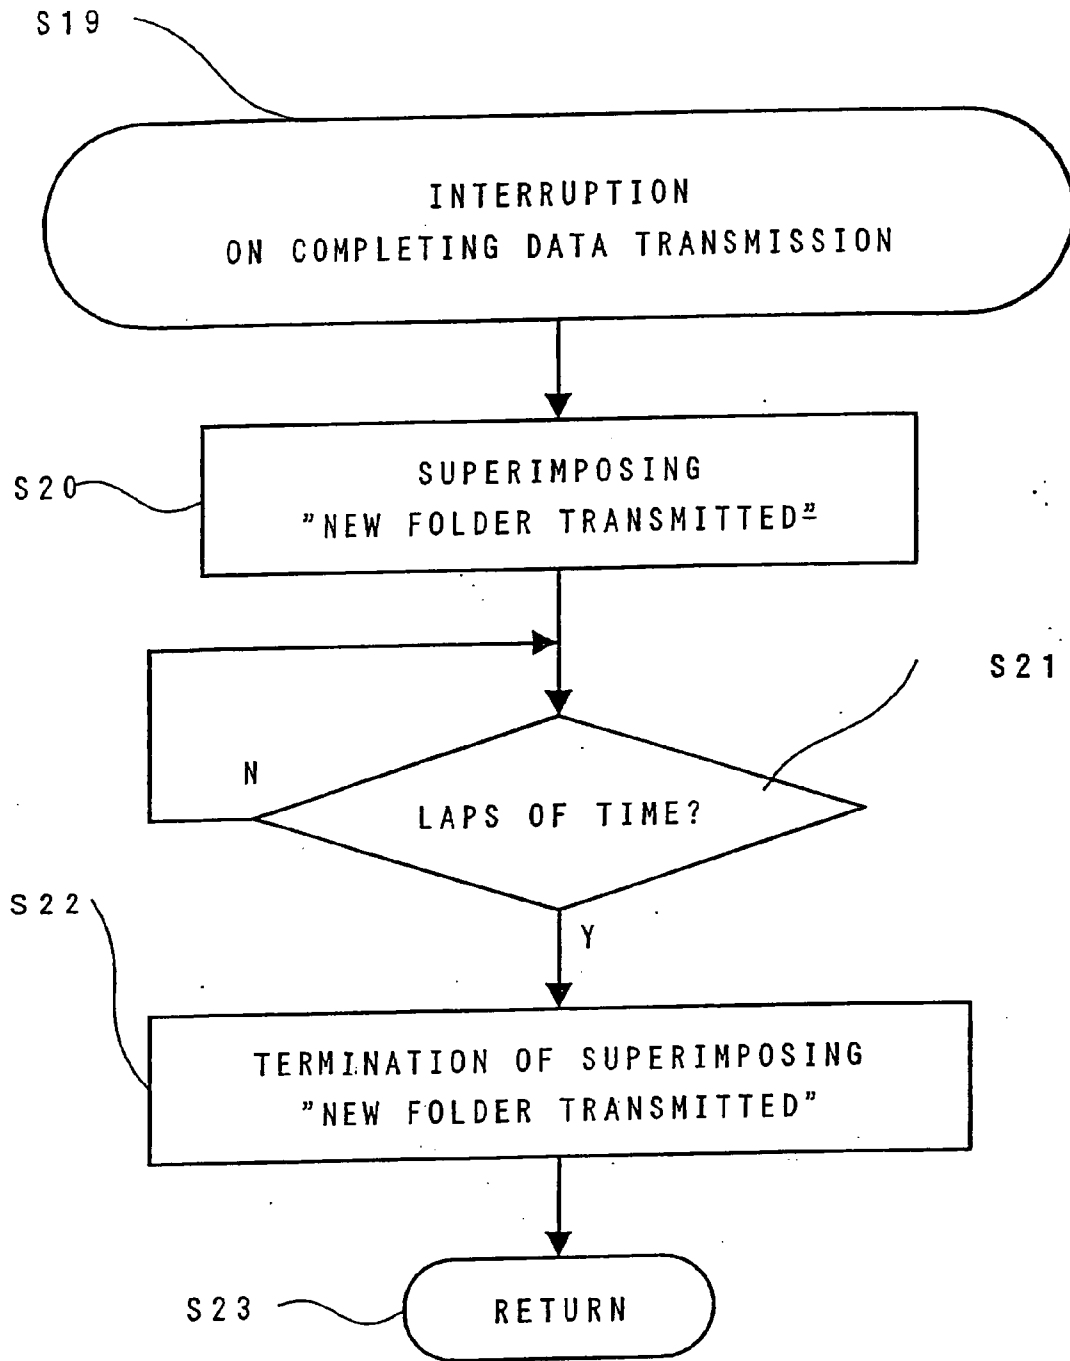 S19
INTERRUPTION
ON COMPLETING DATA TRANSMISSION
S20
SUPERIMPOSING
"NEW FOLDER TRANSMITTED"
S21
N
LAPS OF TIME?
S22
Y
TERMINATION OF SUPERIMPOSING
"NEW FOLDER TRANSMITTED"
S23
RETURN